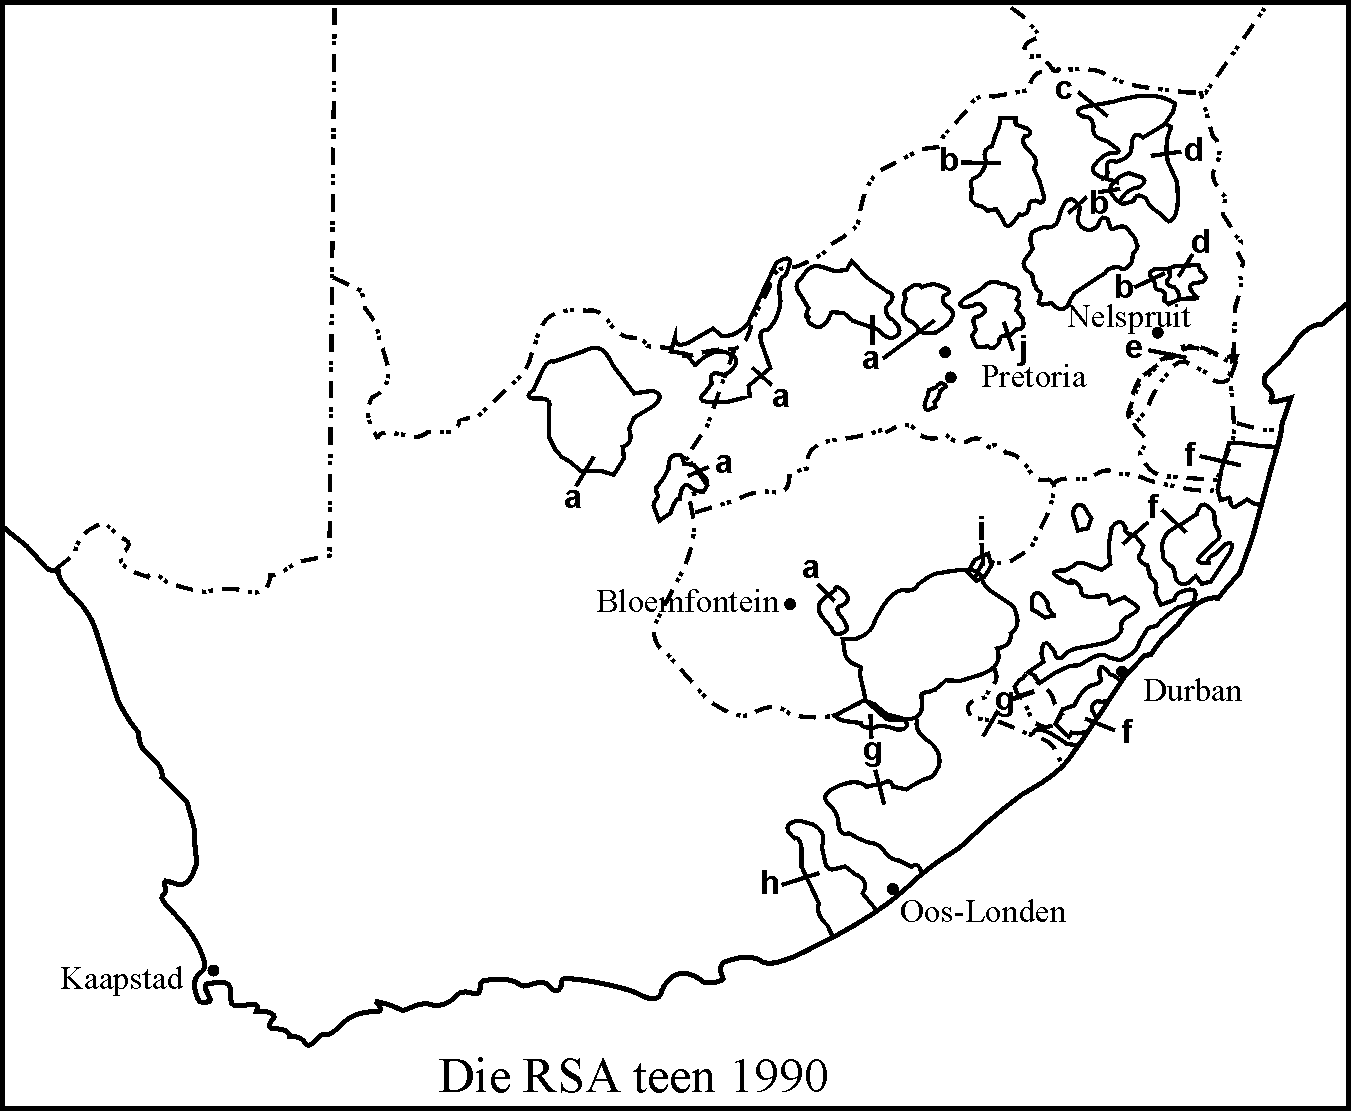 c
b
d
b
d
b
Nelspruit
e
a
j
Pretoria
a
a
f
a
f
i
a
Bloemfontein
g
Durban
f
g
h
Oos-Londen
Kaapstad
Die RSA teen 1990